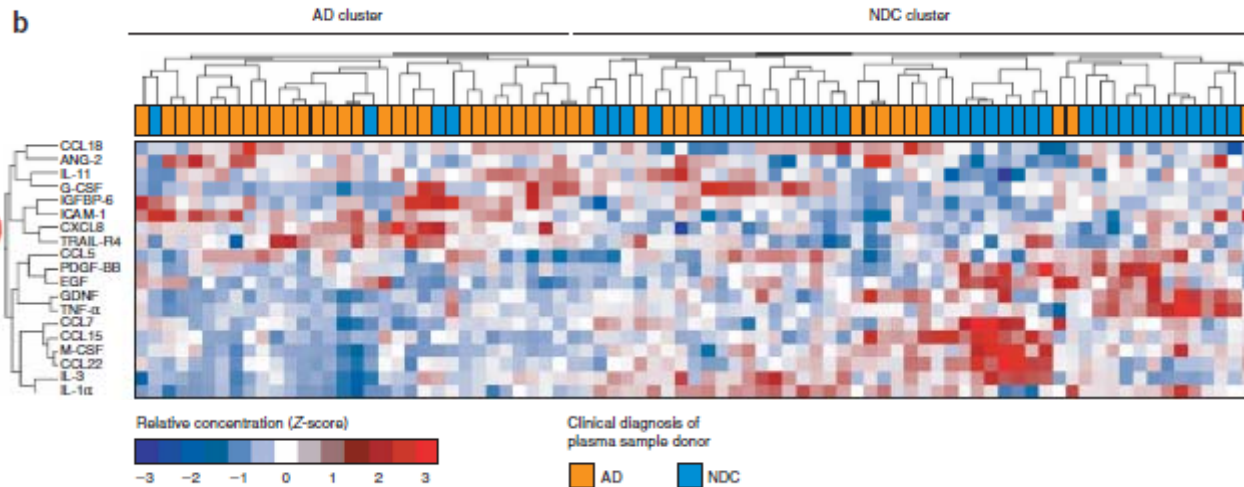 b
AD cluster
NDC cluster
CCL18
ANG-2
IL-11
G-CSF
IGFBP-6
ICAM-1
CXCL8
TRAIL-R4
CCL5
PDGF-BB
EGF
GDNF
TNF-α
CCL7
CCL15
M-CSF
CCL22
IL-3
IL-1α
Relative concentration (Z-score)
−3 −2 −1 0 1 2 3
Clinical diagnosis of
plasma sample donor
AD NDC